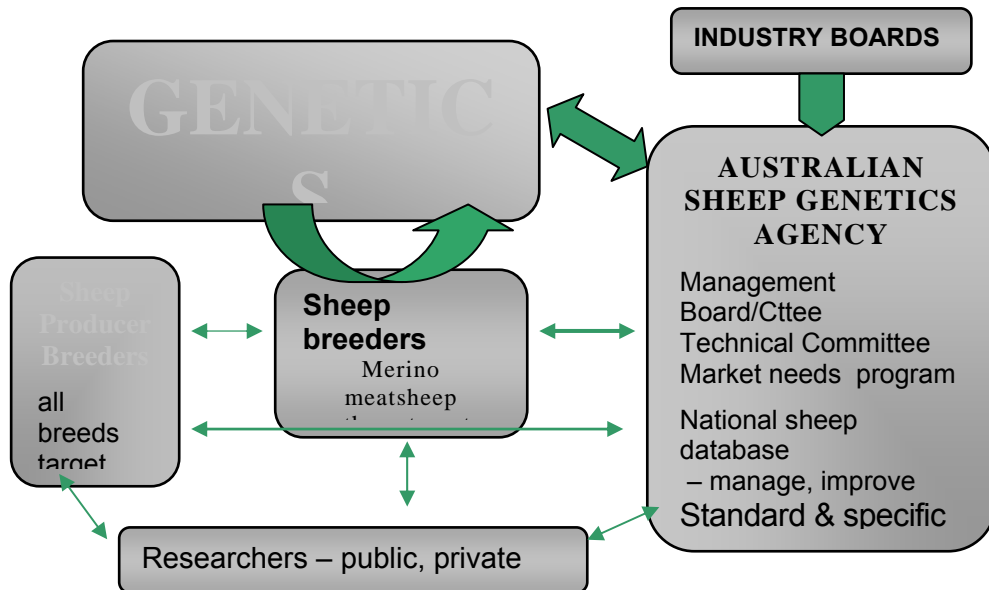 INDUSTRY BOARDS
GENETIC
S
AUSTRALIAN
SHEEP GENETICS
AGENCY
Management
Board/Cttee
Technical Committee
Market needs program
National sheep
database
– manage, improve
Standard & specific
Sheep
Producer
Breeders
all
breeds
target
Sheep
breeders
Merino
meatsheep
Researchers – public, private